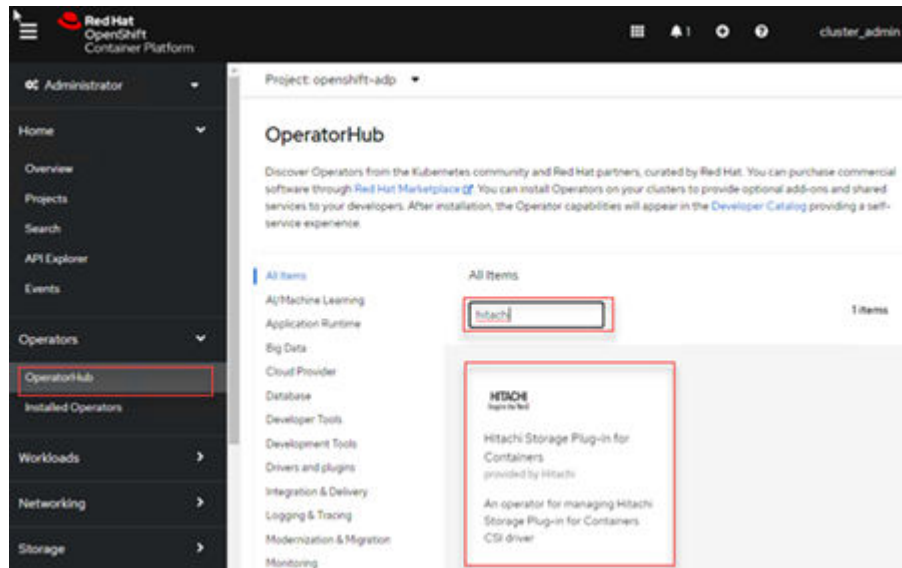 Red Hat
OpenShift
Container Platform
1
cluster_admin
Administrator
Home
Overview
Projects
Search
API Explorer
Events
Operators
OperatorHub
Installed Operators
Workloads
Networking
Storage
Project: openshift-adp
OperatorHub
Discover Operators from the Kubernetes community and Red Hat partners, curated by Red Hat. You can purchase commercial
software through Red Hat Marketplace. You can install Operators on your clusters to provide optional add-ons and shared
services to your developers. After installation, the Operator capabilities will appear in the Developer Catalog providing a self-
service experience.
All Items
AI/Machine Learning
Application Runtime
Big Data
Cloud Provider
Database
Developer Tools
Development Tools
Drivers and plugins
Integration & Delivery
Logging & Tracing
Modernization & Migration
Monitoring
All Items
hitachi
1 items
HITACHI
Inspire the Next
Hitachi Storage Plug-in for
Containers
provided by Hitachi
An operator for managing Hitachi
Storage Plug-in for Containers
CSI driver